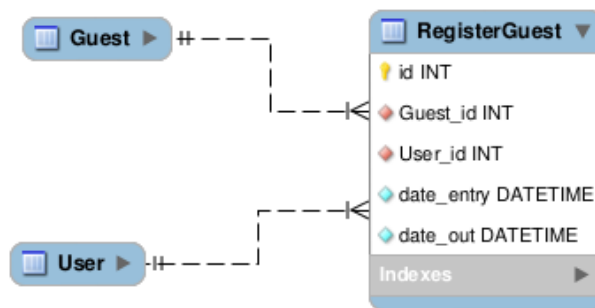 Guest
RegisterGuest
id INT
Guest_id INT
User_id INT
date_entry DATETIME
date_out DATETIME
User
Indexes